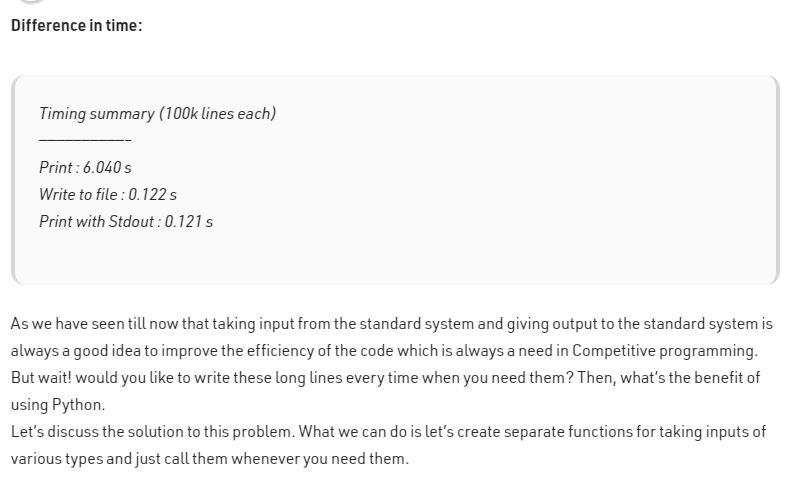 Difference in time:
Timing summary (100k lines each)
———————————–
Print : 6.040 s
Write to file : 0.122 s
Print with Stdout : 0.121 s
As we have seen till now that taking input from the standard system and giving output to the standard system is
always a good idea to improve the efficiency of the code which is always a need in Competitive programming.
But wait! would you like to write these long lines every time when you need them? Then, what's the benefit of
using Python.
Let's discuss the solution to this problem. What we can do is let's create separate functions for taking inputs of
various types and just call them whenever you need them.